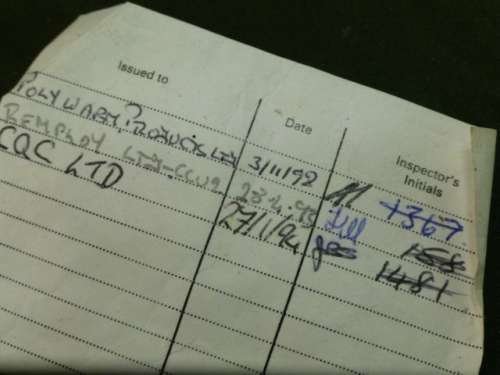 Issued to Date Inspector's Initials
POLYWARM PRODUCTS LTD 3/11/92 1367
REMPLOY LTD
CQC LTD 27/1/94 1481